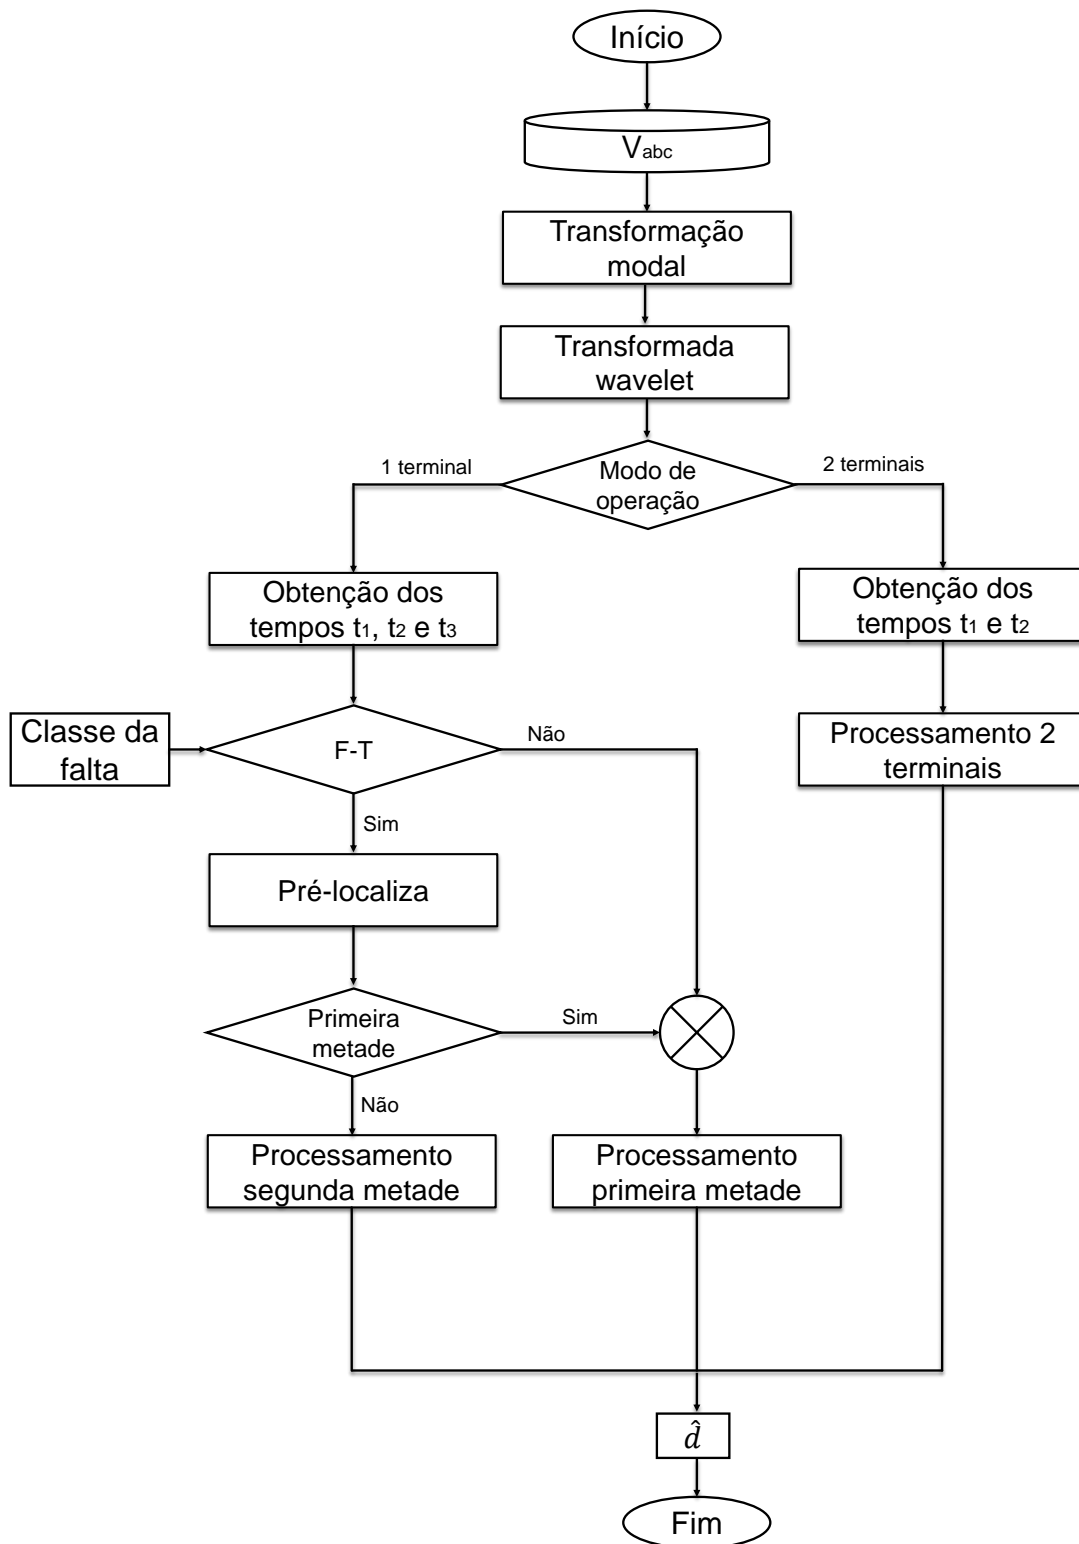 Início
Vabc
Transformação
modal
Transformada
wavelet
Modo de
operação
1 terminal
2 terminais
Obtenção dos
tempos t1, t2 e t3
Obtenção dos
tempos t1 e t2
Classe da
falta
F-T
Não
Processamento 2
terminais
Sim
Pré-localiza
Primeira
metade
Sim
Não
Processamento
segunda metade
Processamento
primeira metade
d̂
Fim